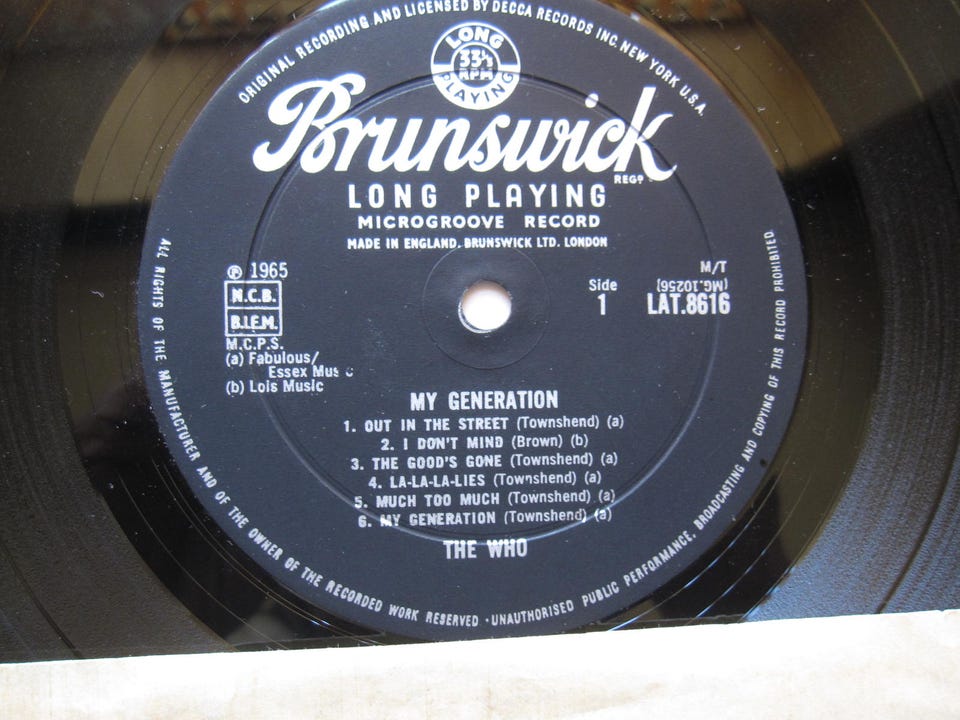 ORIGINAL RECORDING AND LICENSED BY DECCA RECORDS INC. NEW YORK U.S.A.
LONG
33⅓
RPM
PLAYING
Brunswick
REGD
LONG PLAYING
MICROGROOVE RECORD
MADE IN ENGLAND. BRUNSWICK LTD. LONDON
℗ 1965
N.C.B.
B.I.E.M.
M.C.P.S.
(a) Fabulous/
Essex Mus c
(b) Lois Music
Side
1
M/T
(MG.10256)
LAT.8616
MY GENERATION
1. OUT IN THE STREET (Townshend) (a)
2. I DON'T MIND (Brown) (b)
3. THE GOOD'S GONE (Townshend) (a)
4. LA-LA-LA-LIES (Townshend) (a)
5. MUCH TOO MUCH (Townshend) (a)
6. MY GENERATION (Townshend) (a)
THE WHO
ALL RIGHTS OF THE MANUFACTURER AND OF THE OWNER OF THE RECORDED WORK RESERVED · UNAUTHORISED PUBLIC PERFORMANCE, BROADCASTING AND COPYING OF THIS RECORD PROHIBITED.